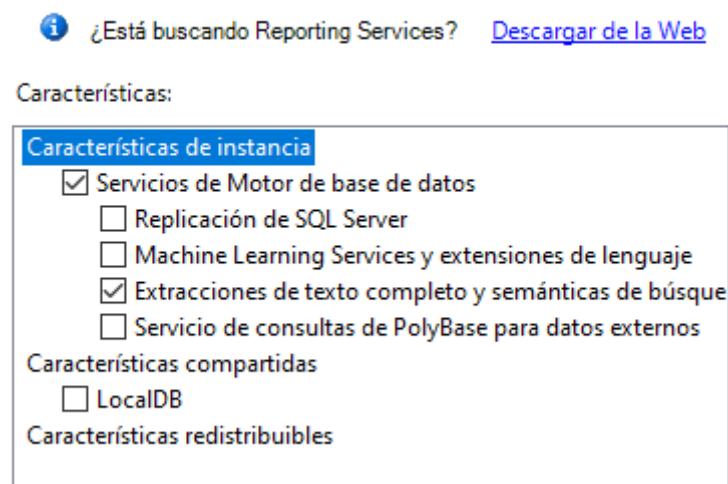 ¿Está buscando Reporting Services? Descargar de la Web
Características:
Características de instancia
Servicios de Motor de base de datos
Replicación de SQL Server
Machine Learning Services y extensiones de lenguaje
Extracciones de texto completo y semánticas de búsque
Servicio de consultas de PolyBase para datos externos
Características compartidas
LocalDB
Características redistribuibles